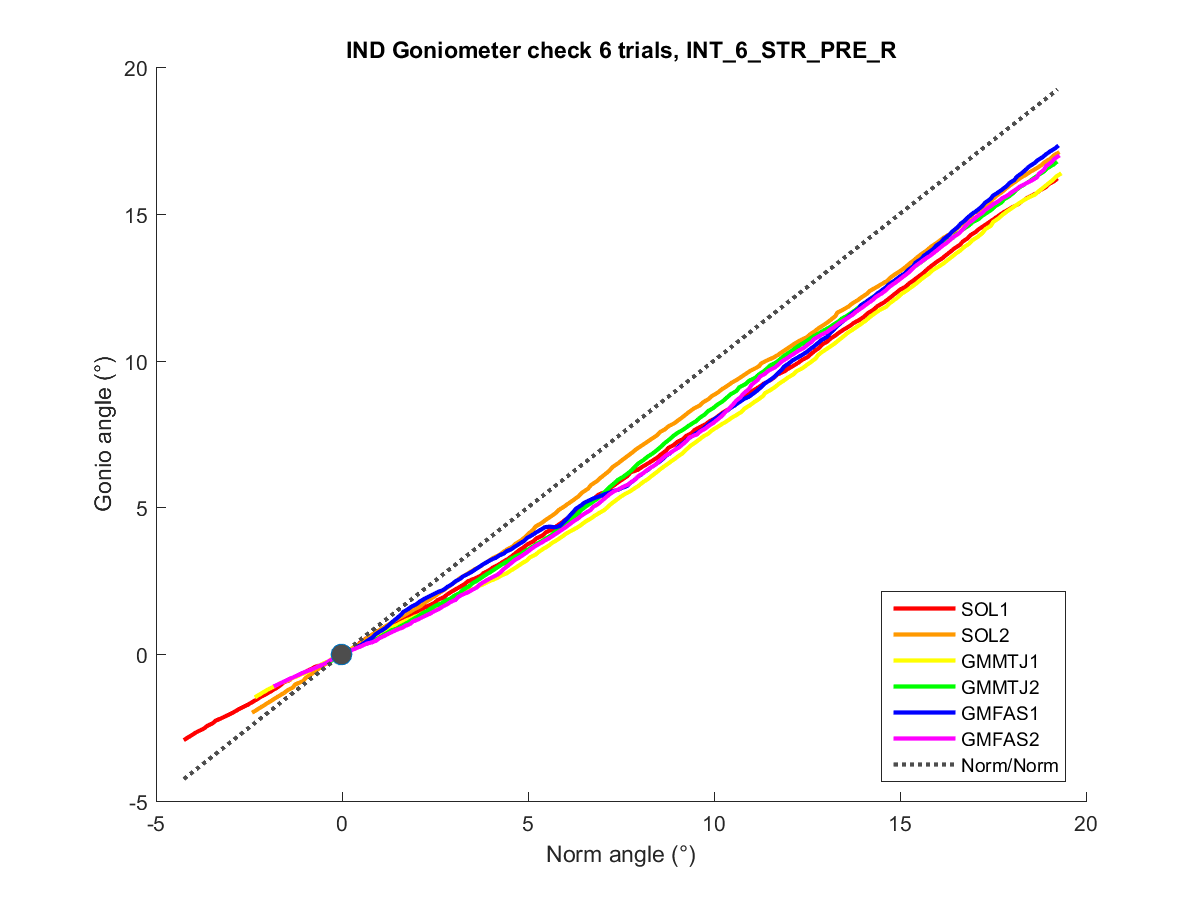 IND Goniometer check 6 trials, INT_6_STR_PRE_R
20
15
10
5
0
-5
Gonio angle (°)
-5 0 5 10 15 20
Norm angle (°)
SOL1
SOL2
GMMTJ1
GMMTJ2
GMFAS1
GMFAS2
Norm/Norm